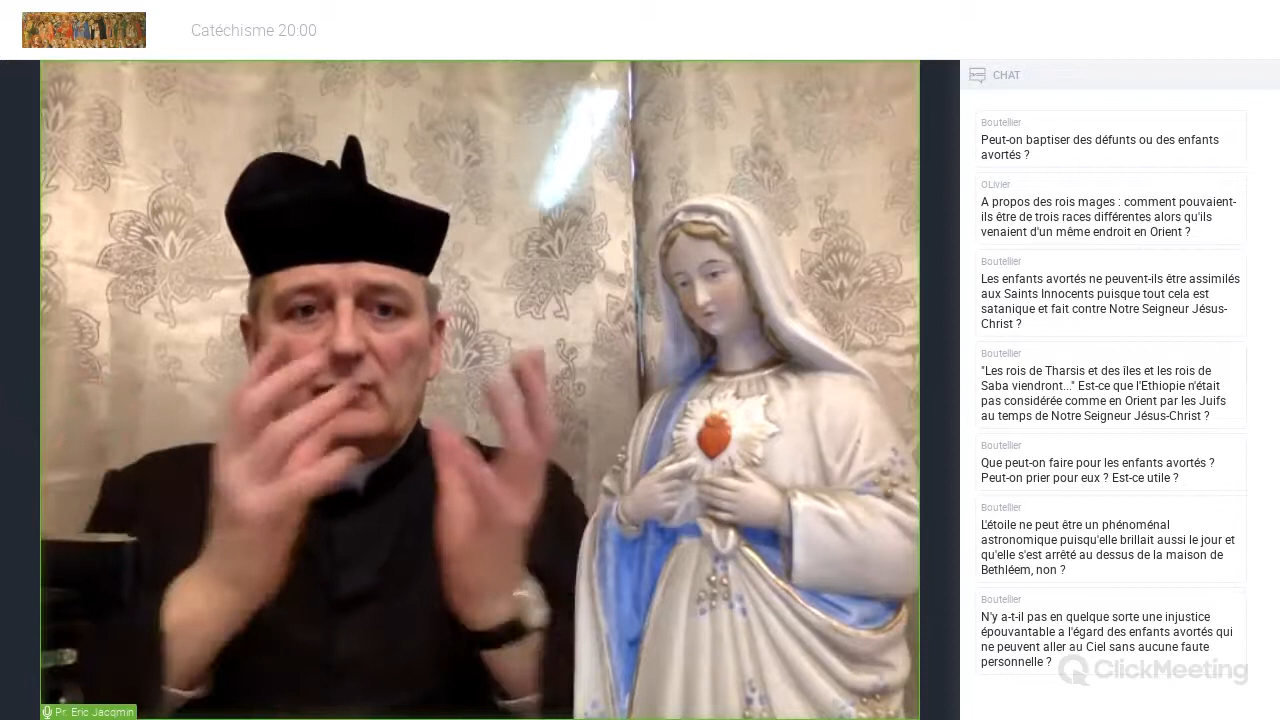 Catéchisme 20:00
CHAT
Boutellier
Peut-on baptiser des défunts ou des enfants
avortés ?
OLivier
A propos des rois mages : comment pouvaient-
ils être de trois races différentes alors qu'ils
venaient d'un même endroit en Orient ?
Boutellier
Les enfants avortés ne peuvent-ils être assimilés
aux Saints Innocents puisque tout cela est
satanique et fait contre Notre Seigneur Jésus-
Christ ?
Boutellier
"Les rois de Tharsis et des îles et les rois de
Saba viendront..." Est-ce que l'Ethiopie n'était
pas considérée comme en Orient par les Juifs
au temps de Notre Seigneur Jésus-Christ ?
Boutellier
Que peut-on faire pour les enfants avortés ?
Peut-on prier pour eux ? Est-ce utile ?
Boutellier
L'étoile ne peut être un phénoménal
astronomique puisqu'elle brillait aussi le jour et
qu'elle s'est arrêté au dessus de la maison de
Bethléem, non ?
Boutellier
N'y a-t-il pas en quelque sorte une injustice
épouvantable a l'égard des enfants avortés qui
ne peuvent aller au Ciel sans aucune faute
personnelle ?
ClickMeeting
Pr. Eric Jacqmin